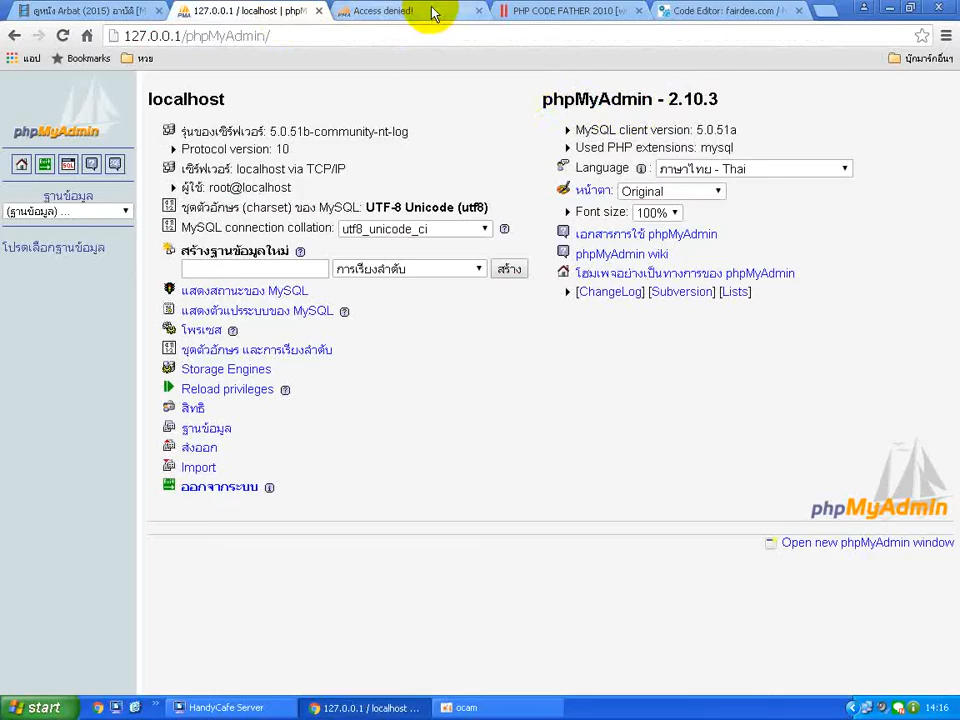 ดูหนัง Arbat (2015) อาบัติ [M
127.0.0.1 / localhost | phpM
Access denied!
PHP CODE FATHER 2010 [w
Code Editor: fairdee.com / h
127.0.0.1/phpMyAdmin/
แอป
Bookmarks
หวย
บุ๊กมาร์กอื่นๆ
phpMyAdmin
ฐานข้อมูล
(ฐานข้อมูล) ...
โปรดเลือกฐานข้อมูล
localhost
รุ่นของเซิร์ฟเวอร์: 5.0.51b-community-nt-log
Protocol version: 10
เซิร์ฟเวอร์: localhost via TCP/IP
ผู้ใช้: root@localhost
ชุดตัวอักษร (charset) ของ MySQL: UTF-8 Unicode (utf8)
MySQL connection collation: utf8_unicode_ci
สร้างฐานข้อมูลใหม่
การเรียงลำดับ
สร้าง
แสดงสถานะของ MySQL
แสดงตัวแปรระบบของ MySQL
โพรเซส
ชุดตัวอักษร และการเรียงลำดับ
Storage Engines
Reload privileges
สิทธิ
ฐานข้อมูล
ส่งออก
Import
ออกจากระบบ
phpMyAdmin - 2.10.3
MySQL client version: 5.0.51a
Used PHP extensions: mysql
Language : ภาษาไทย - Thai
หน้าตา: Original
Font size: 100%
เอกสารการใช้ phpMyAdmin
phpMyAdmin wiki
โฮมเพจอย่างเป็นทางการของ phpMyAdmin
[ChangeLog] [Subversion] [Lists]
phpMyAdmin
Open new phpMyAdmin window
start
HandyCafe Server
127.0.0.1 / localhost ...
ocam
14:16